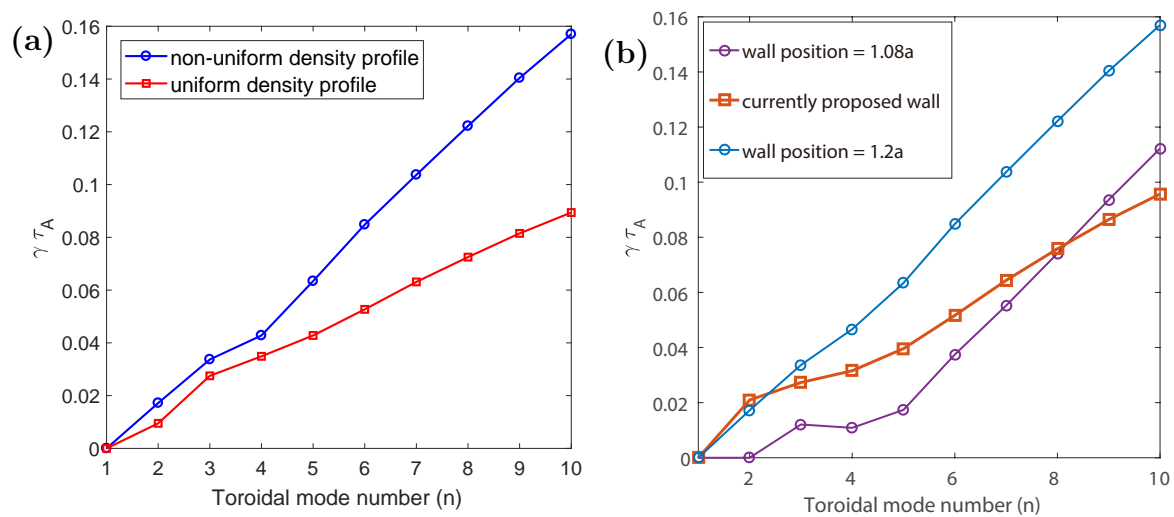 (a)
0.16
0.14
0.12
0.1
0.08
0.06
0.04
0.02
0
γ τA
non-uniform density profile
uniform density profile
1 2 3 4 5 6 7 8 9 10
Toroidal mode number (n)
(b)
0.16
0.14
0.12
0.1
0.08
0.06
0.04
0.02
0
γ τA
wall position = 1.08a
currently proposed wall
wall position = 1.2a
2 4 6 8 10
Toroidal mode number (n)